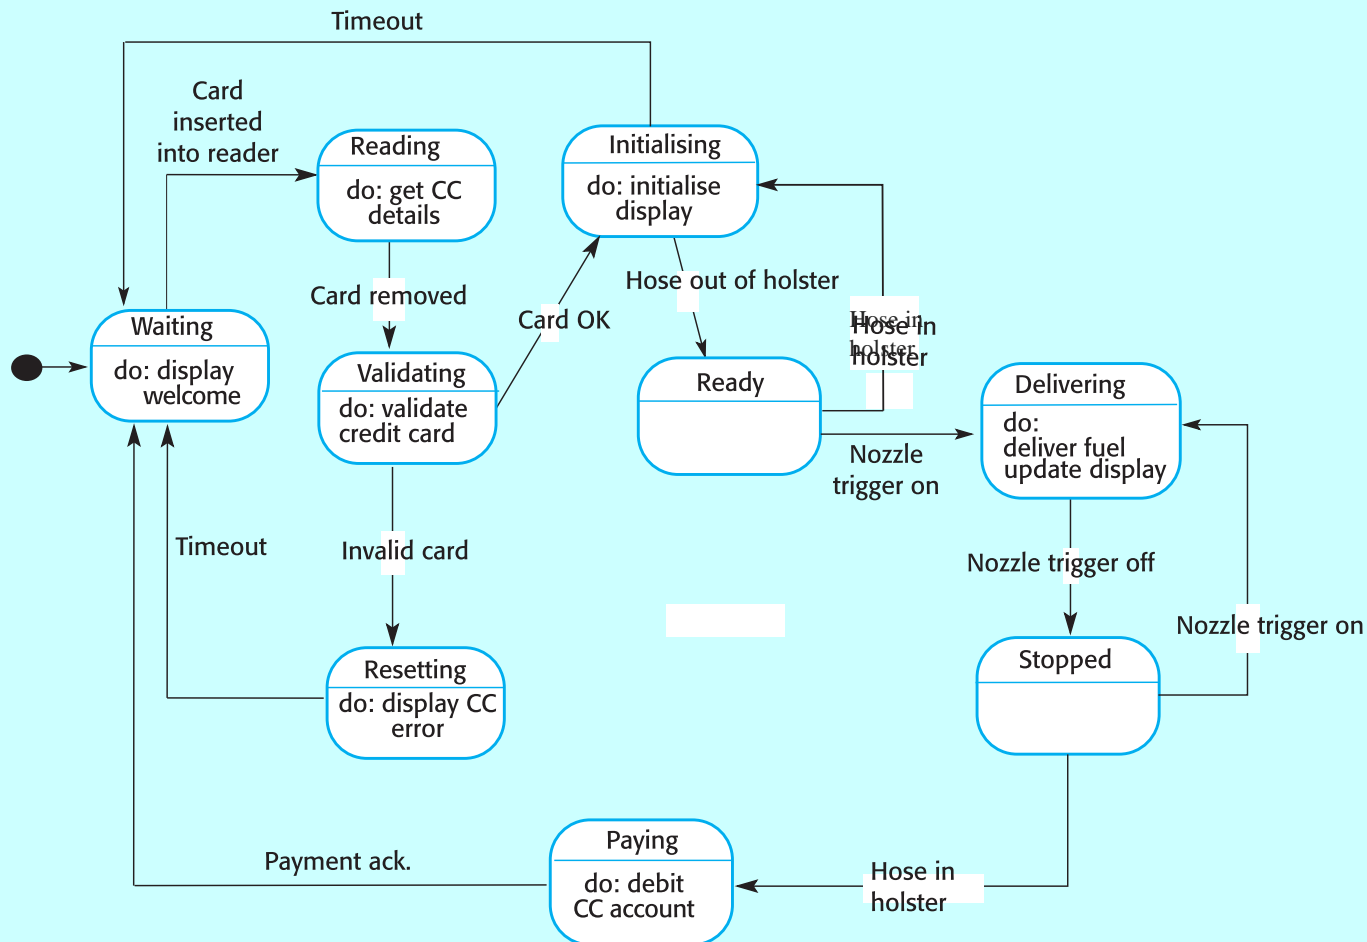 Timeout
Card
inserted
into reader
Reading
do: get CC
details
Initialising
do: initialise
display
Card removed
Hose out of holster
Card OK
Hose in
holster
Hose in
holster
Waiting
do: display
welcome
Validating
do: validate
credit card
Ready
Nozzle
trigger on
Delivering
do:
deliver fuel
update display
Timeout
Invalid card
Nozzle trigger off
Nozzle trigger on
Resetting
do: display CC
error
Stopped
Paying
do: debit
CC account
Payment ack.
Hose in
holster